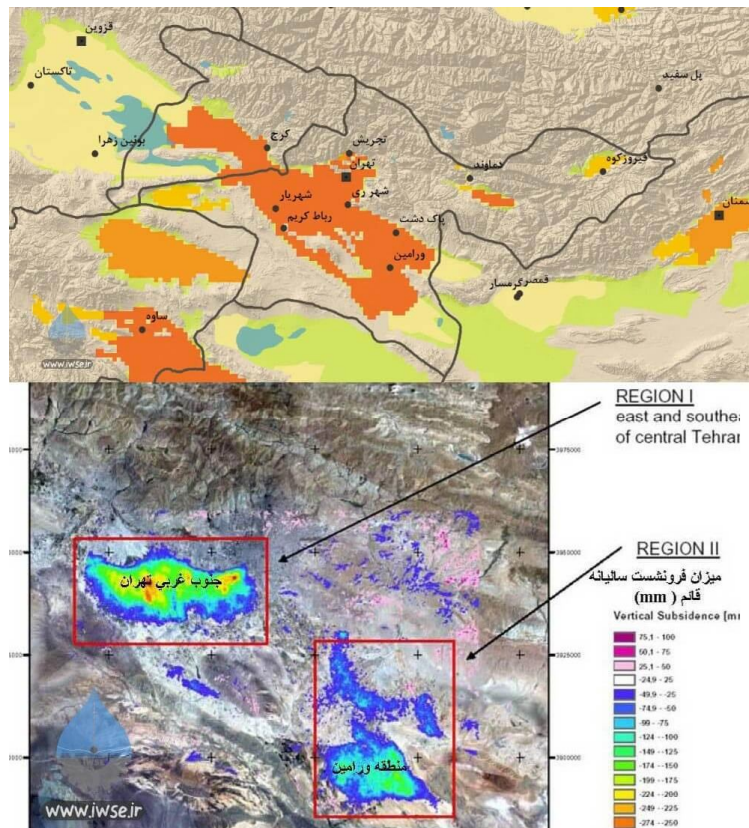 قزوین
تاکستان
پل سفید
بوئین زهرا
کرج
تجریش
تهران
دماوند
فیروزکوه
شهر ری
شهریار
رباط کریم
پاک دشت
سمنان
ورامین
قمصر
گرمسار
ساوه
www.iwse.ir
REGION I
east and southea
of central Tehran
3975000
REGION II
جنوب غربي تهران
میزان فرونشست سالیانه
قائم ( mm )
Vertical Subsidence [m
75,1 - 100
50,1 - 75
25,1 - 50
-24,9 - 25
-49,9 --25
-74,9 --50
-99 --75
-124 --100
-149 --125
-174 --150
-199 --175
-224 --200
-249 --225
-274 --250
منطقه ورامین
www.iwse.ir